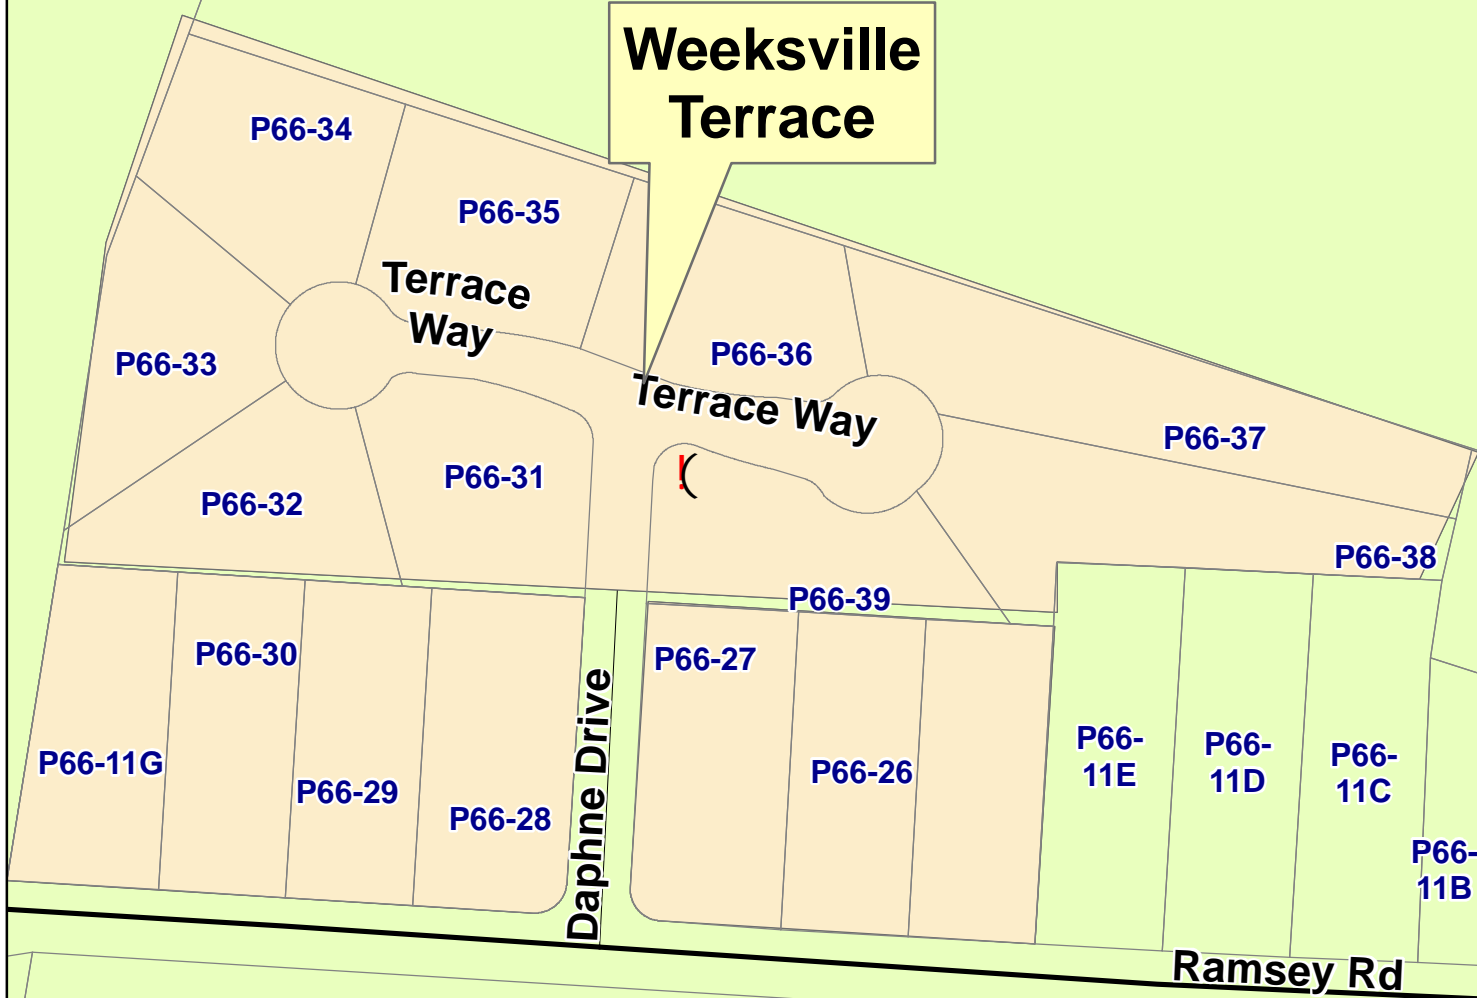 Weeksville
Terrace
P66-34
P66-35
Terrace
Way
P66-33
P66-36
Terrace Way
P66-37
P66-31
P66-32
!(
P66-38
P66-39
P66-30
P66-27
P66-11G
P66-29
P66-28
Daphne Drive
P66-26
P66-
11E
P66-
11D
P66-
11C
P66-
11B
Ramsey Rd